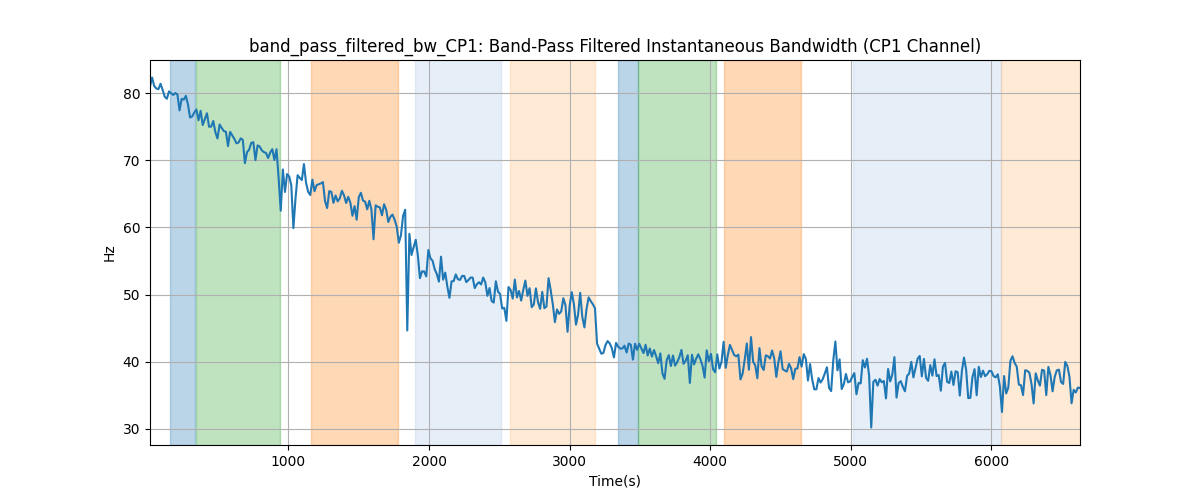 band_pass_filtered_bw_CP1: Band-Pass Filtered Instantaneous Bandwidth (CP1 Channel)
80
70
60
50
40
30
Hz
1000 2000 3000 4000 5000 6000
Time(s)